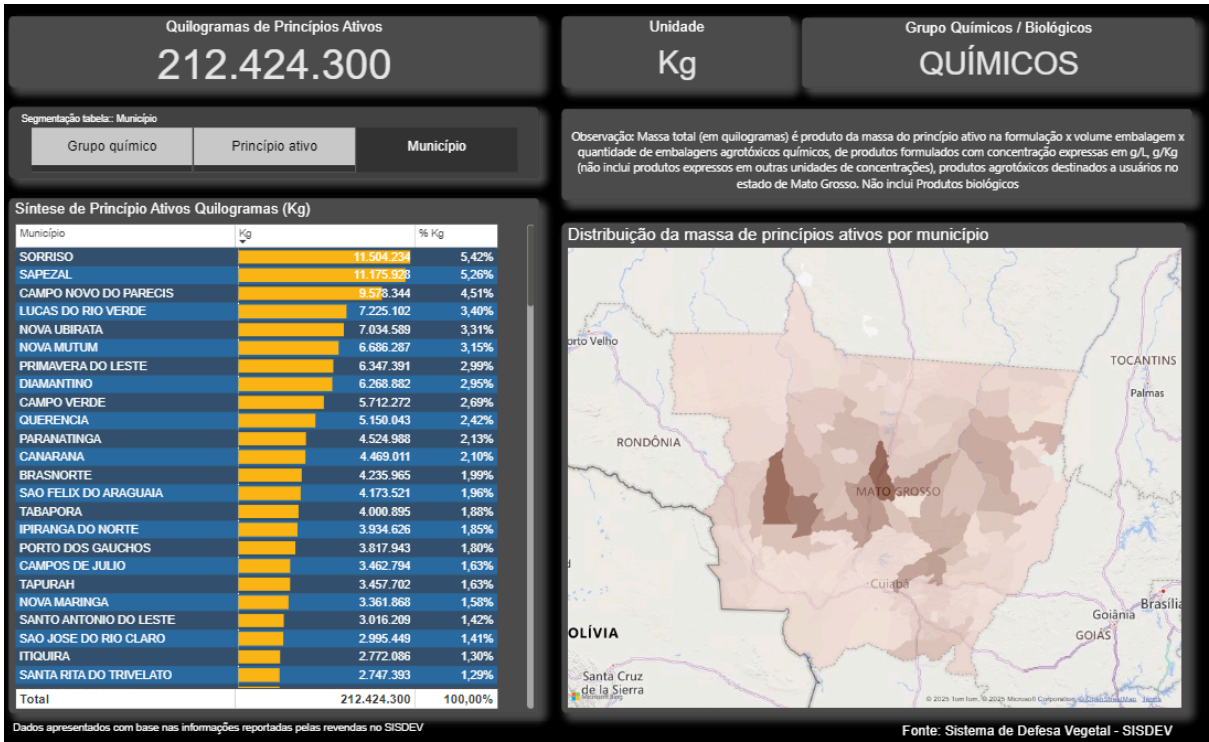 Quilogramas de Princípios Ativos
212.424.300
Unidade
Kg
Grupo Químicos / Biológicos
QUÍMICOS
Segmentação tabela:: Município
Grupo químico
Princípio ativo
Município
Observação: Massa total (em quilogramas) é produto da massa do princípio ativo na formulação x volume embalagem x
quantidade de embalagens agrotóxicos químicos, de produtos formulados com concentração expressas em g/L, g/Kg
(não inclui produtos expressos em outras unidades de concentrações), produtos agrotóxicos destinados a usuários no
estado de Mato Grosso. Não inclui Produtos biológicos
Síntese de Princípio Ativos Quilogramas (Kg)
Município Kg % Kg
SORRISO 11.504.234 5,42%
SAPEZAL 11.175.928 5,26%
CAMPO NOVO DO PARECIS 9.578.344 4,51%
LUCAS DO RIO VERDE 7.225.102 3,40%
NOVA UBIRATA 7.034.589 3,31%
NOVA MUTUM 6.686.287 3,15%
PRIMAVERA DO LESTE 6.347.391 2,99%
DIAMANTINO 6.268.882 2,95%
CAMPO VERDE 5.712.272 2,69%
QUERENCIA 5.150.043 2,42%
PARANATINGA 4.524.988 2,13%
CANARANA 4.469.011 2,10%
BRASNORTE 4.235.965 1,99%
SAO FELIX DO ARAGUAIA 4.173.521 1,96%
TABAPORA 4.000.895 1,88%
IPIRANGA DO NORTE 3.934.626 1,85%
PORTO DOS GAUCHOS 3.817.943 1,80%
CAMPOS DE JULIO 3.462.794 1,63%
TAPURAH 3.457.702 1,63%
NOVA MARINGA 3.361.868 1,58%
SANTO ANTONIO DO LESTE 3.016.209 1,42%
SAO JOSE DO RIO CLARO 2.995.449 1,41%
ITIQUIRA 2.772.086 1,30%
SANTA RITA DO TRIVELATO 2.747.393 1,29%
Total 212.424.300 100,00%
Distribuição da massa de princípios ativos por município
orto Velho
TOCANTINS
Palmas
RONDÔNIA
MATO GROSSO
Cuiabá
Brasília
Goiânia
GOIÁS
OLÍVIA
Santa Cruz
de la Sierra
Microsoft Bing
© 2025 TomTom, © 2025 Microsoft Corporation, © OpenStreetMap Terms
Dados apresentados com base nas informações reportadas pelas revendas no SISDEV
Fonte: Sistema de Defesa Vegetal - SISDEV